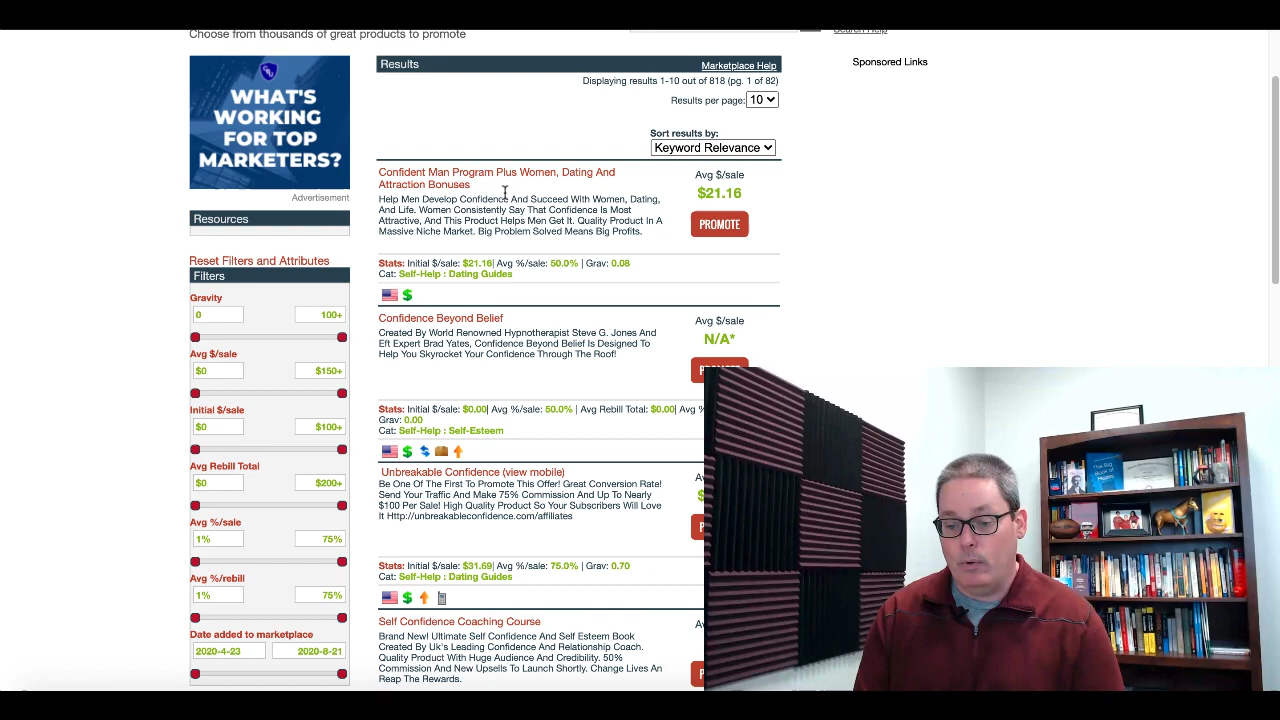 Choose from thousands of great products to promote
Search Help
WHAT'S
WORKING
FOR TOP
MARKETERS?
Advertisement
Resources
Reset Filters and Attributes
Filters
Gravity
0 100+
Avg $/sale
$0 $150+
Initial $/sale
$0 $100+
Avg Rebill Total
$0 $200+
Avg %/sale
1% 75%
Avg %/rebill
1% 75%
Date added to marketplace
2020-4-23 2020-8-21
Results Marketplace Help
Displaying results 1-10 out of 818 (pg. 1 of 82)
Results per page: 10
Sort results by:
Keyword Relevance
Confident Man Program Plus Women, Dating And
Attraction Bonuses
Help Men Develop Confidence And Succeed With Women, Dating,
And Life. Women Consistently Say That Confidence Is Most
Attractive, And This Product Helps Men Get It. Quality Product In A
Massive Niche Market. Big Problem Solved Means Big Profits.
Avg $/sale
$21.16
PROMOTE
Stats: Initial $/sale: $21.16| Avg %/sale: 50.0% | Grav: 0.08
Cat: Self-Help : Dating Guides
Confidence Beyond Belief
Created By World Renowned Hypnotherapist Steve G. Jones And
Eft Expert Brad Yates, Confidence Beyond Belief Is Designed To
Help You Skyrocket Your Confidence Through The Roof!
Avg $/sale
N/A*
Stats: Initial $/sale: $0.00| Avg %/sale: 50.0% | Avg Rebill Total: $0.00| Avg %
Grav: 0.00
Cat: Self-Help : Self-Esteem
Unbreakable Confidence (view mobile)
Be One Of The First To Promote This Offer! Great Conversion Rate!
Send Your Traffic And Make 75% Commission And Up To Nearly
$100 Per Sale! High Quality Product So Your Subscribers Will Love
It Http://unbreakableconfidence.com/affiliates
Stats: Initial $/sale: $31.69| Avg %/sale: 75.0% | Grav: 0.70
Cat: Self-Help : Dating Guides
Self Confidence Coaching Course
Brand New! Ultimate Self Confidence And Self Esteem Book
Created By Uk's Leading Confidence And Relationship Coach.
Quality Product With Huge Audience And Credibility. 50%
Commission And New Upsells To Launch Shortly. Change Lives An
Reap The Rewards.
Sponsored Links